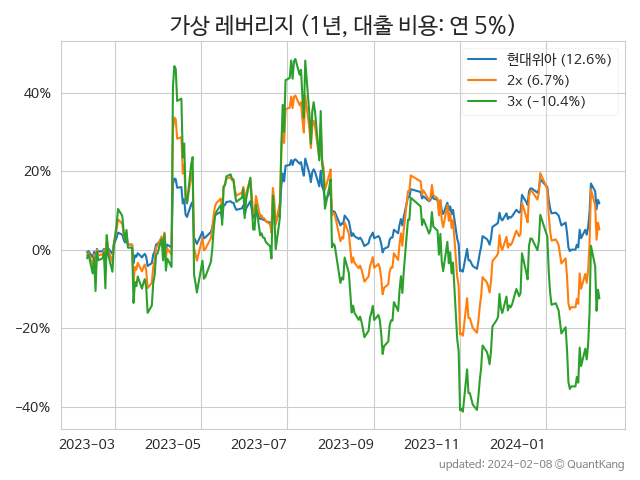 가상 레버리지 (1년, 대출 비용: 연 5%)
현대위아 (12.6%)
2x (6.7%)
3x (−10.4%)
40%
20%
0%
−20%
−40%
2023−03 2023−05 2023−07 2023−09 2023−11 2024−01
updated: 2024-02-08 © QuantKang